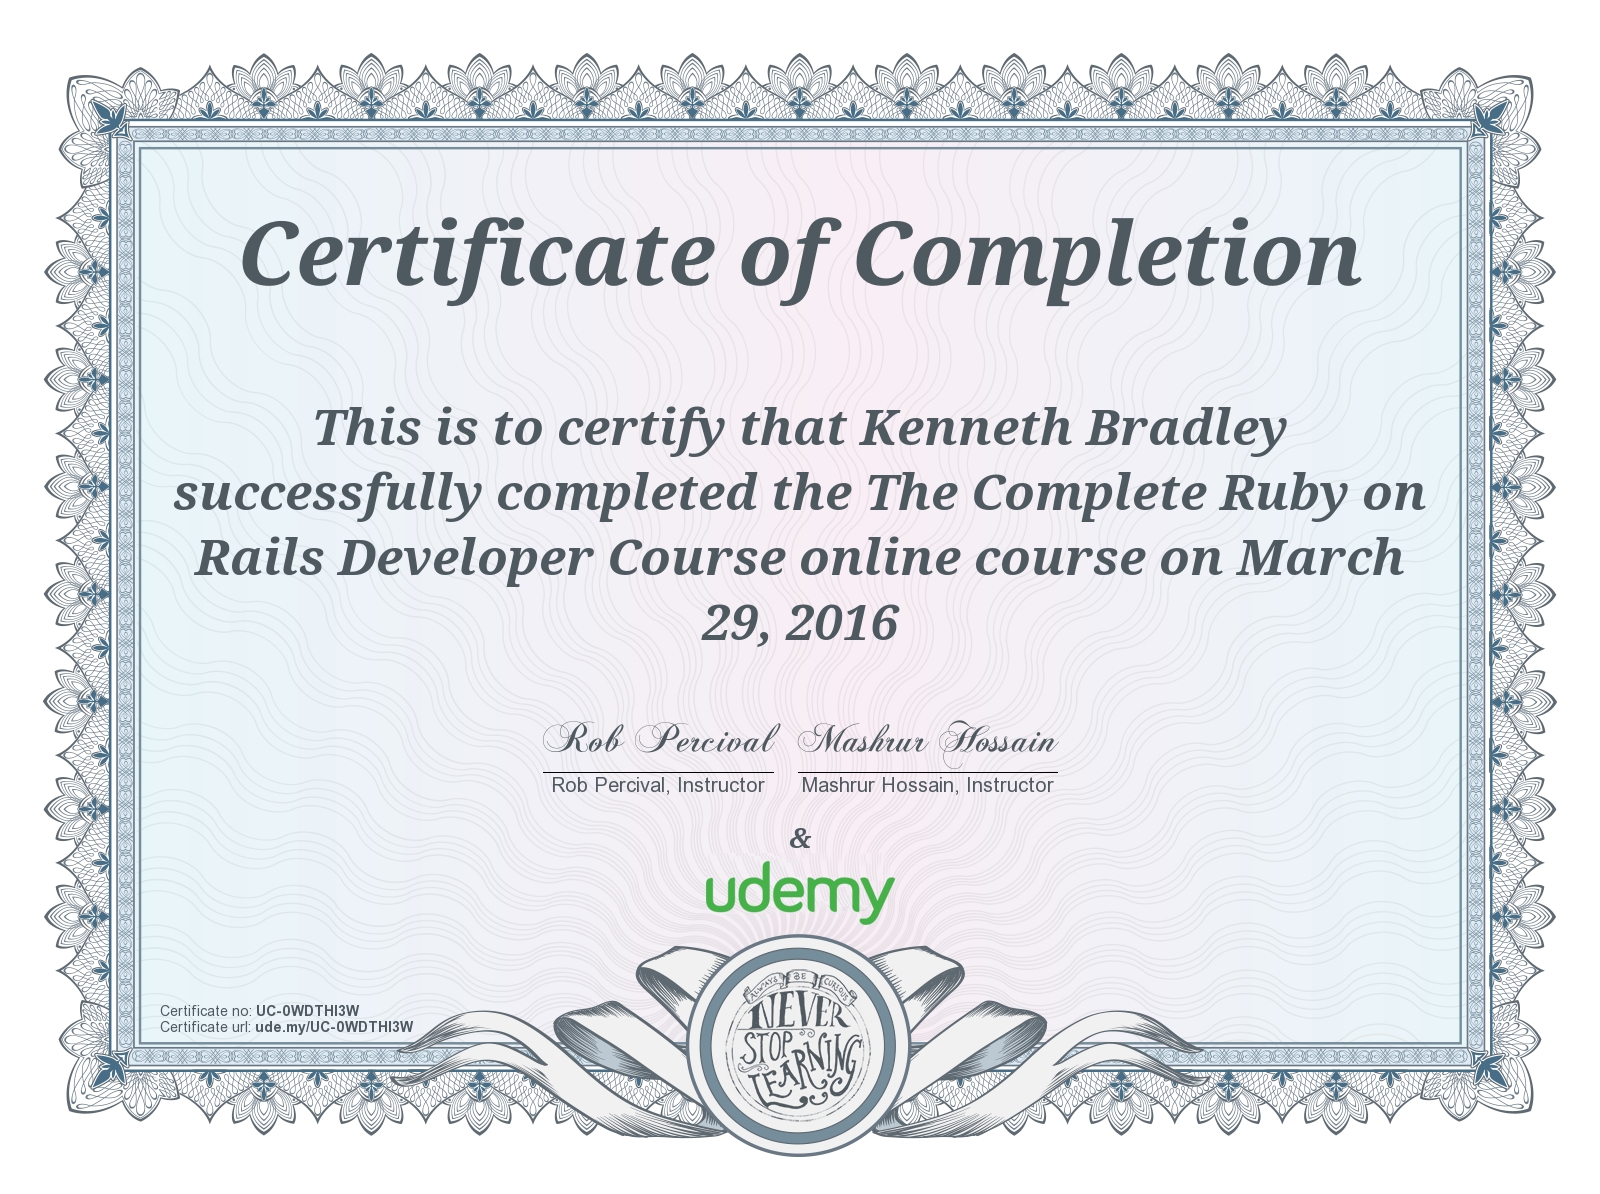 Certificate of Completion
This is to certify that Kenneth Bradley
successfully completed the The Complete Ruby on
Rails Developer Course online course on March
29, 2016
Rob Percival Mashrur Hossain
Rob Percival, Instructor Mashrur Hossain, Instructor
&
udemy
Certificate no: UC-0WDTHI3W
Certificate url: ude.my/UC-0WDTHI3W
ALWAYS BE CURIOUS
NEVER
STOP
LEARNING